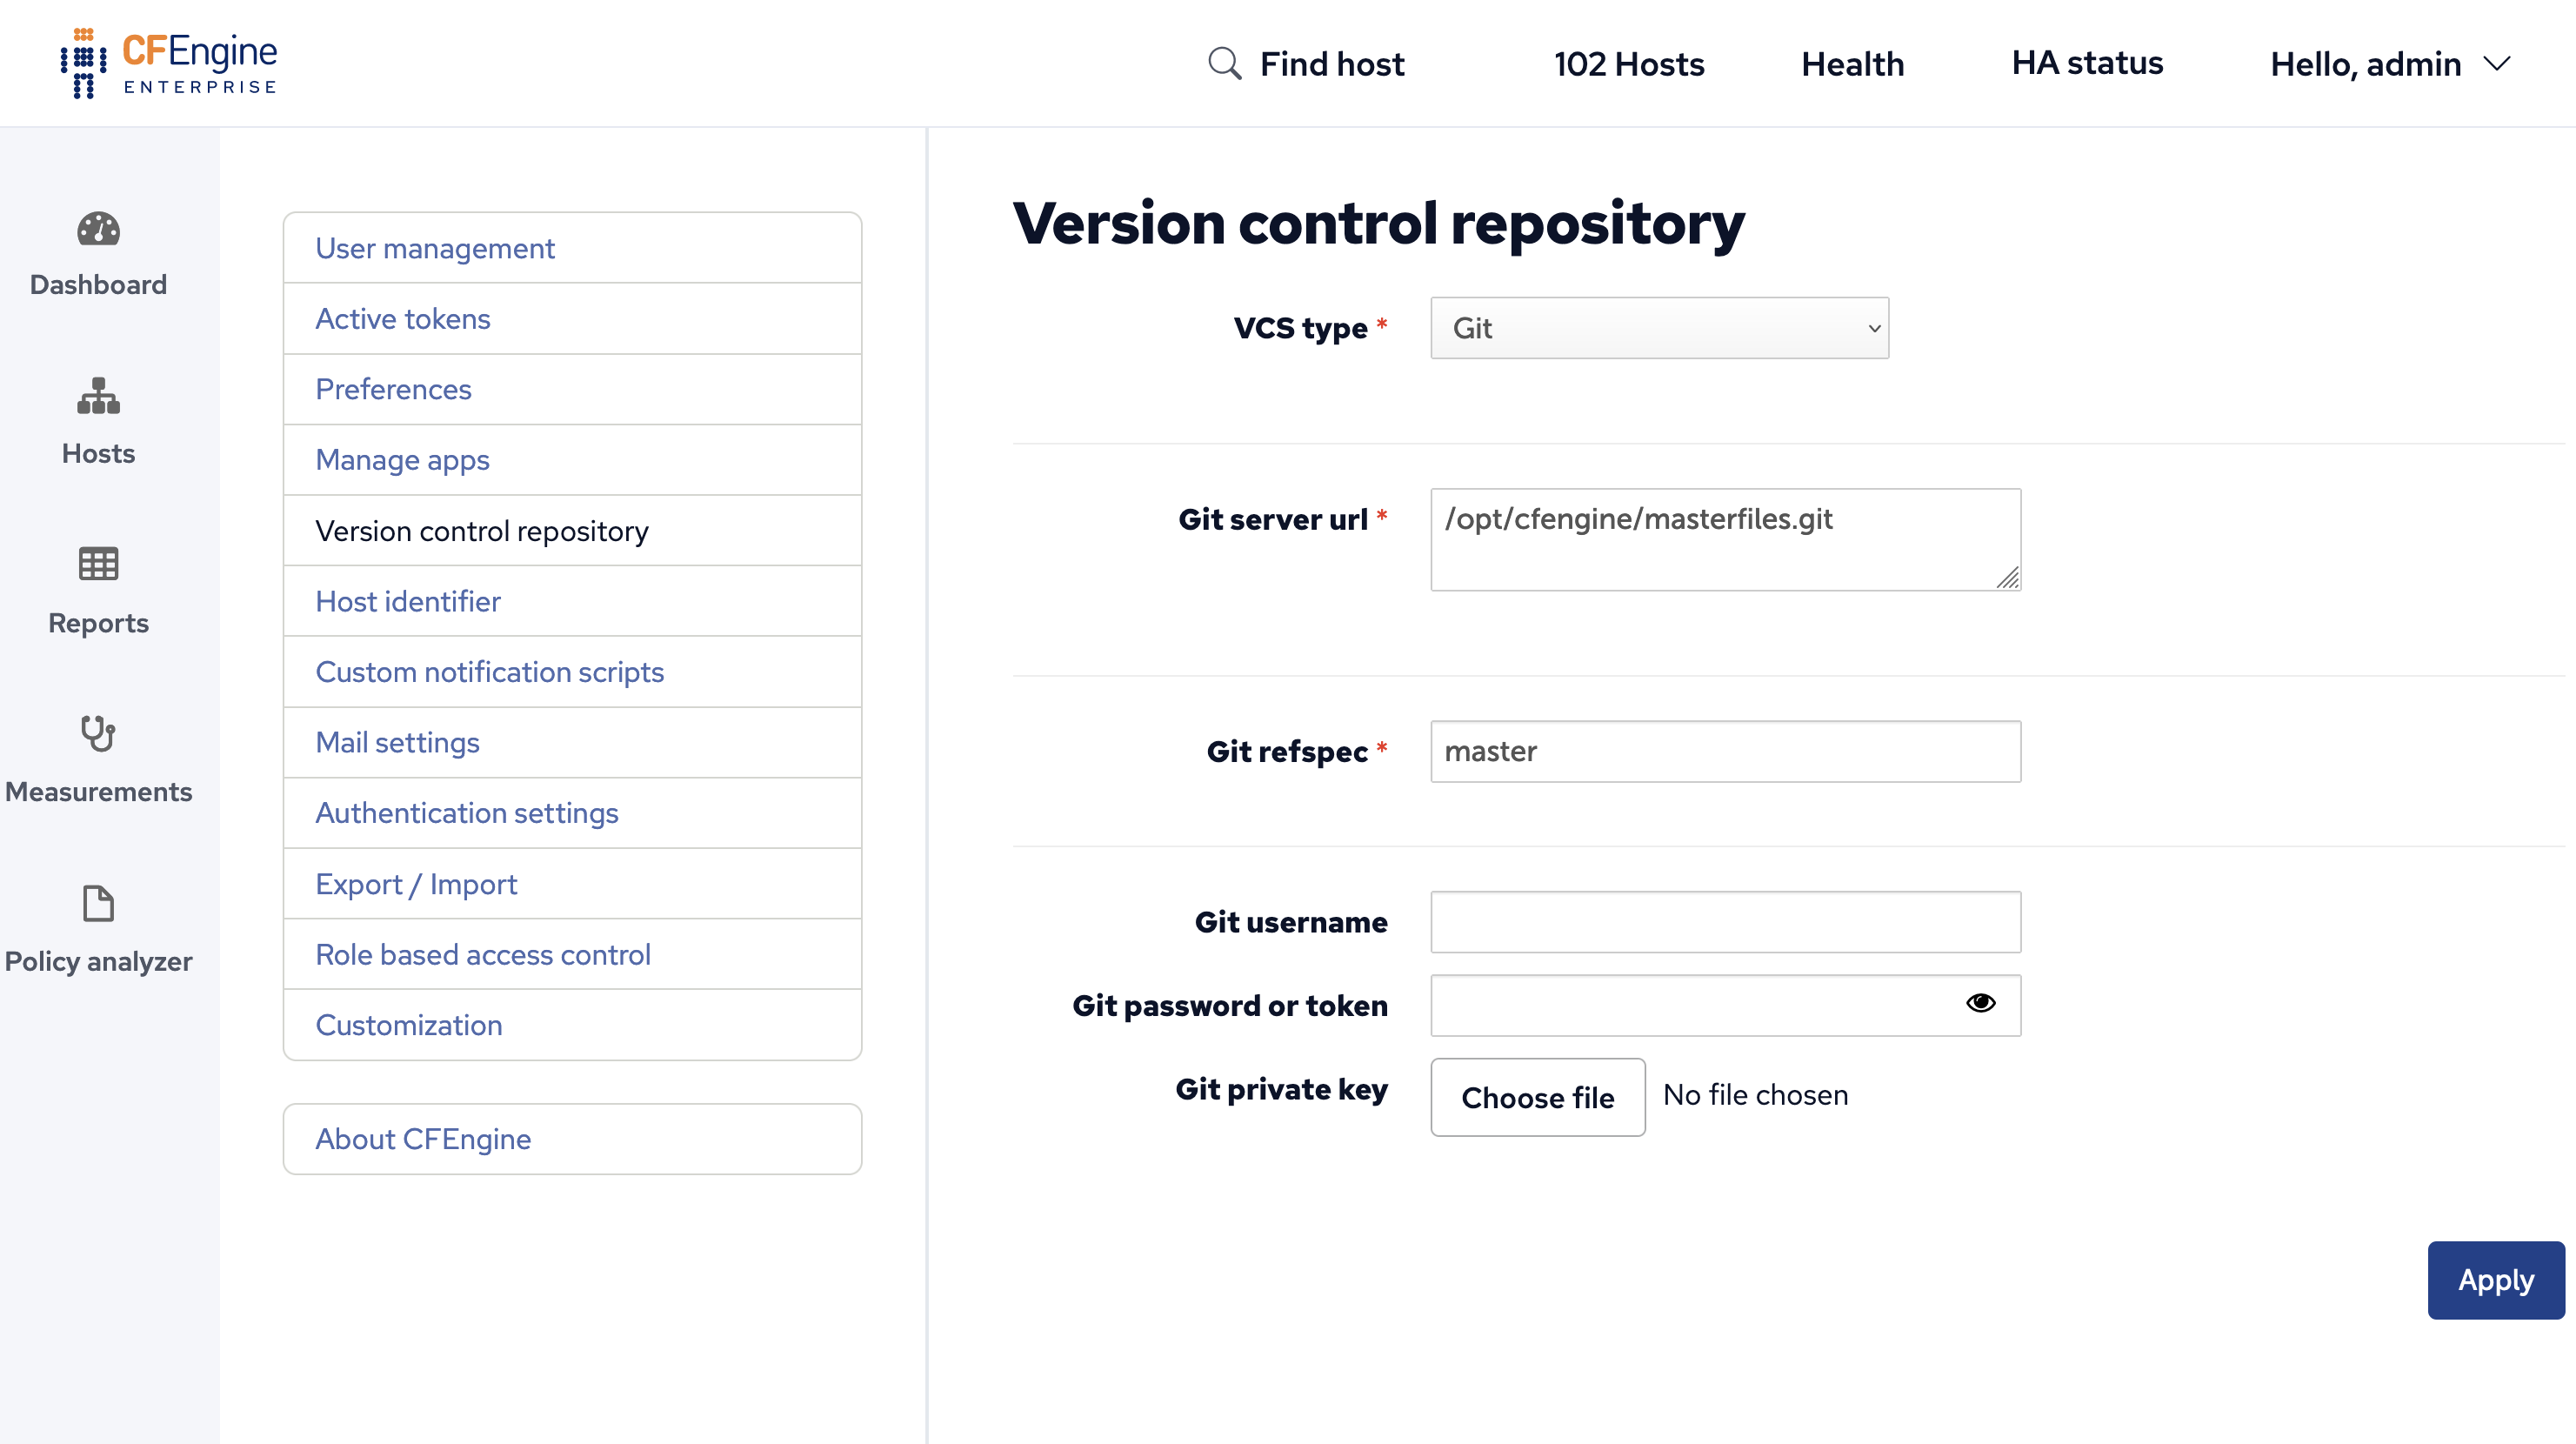 CFEngine
ENTERPRISE
Find host
102 Hosts
Health
HA status
Hello, admin
Dashboard
Hosts
Reports
Measurements
Policy analyzer
User management
Active tokens
Preferences
Manage apps
Version control repository
Host identifier
Custom notification scripts
Mail settings
Authentication settings
Export / Import
Role based access control
Customization
About CFEngine
Version control repository
VCS type *
Git
Git server url *
/opt/cfengine/masterfiles.git
Git refspec *
master
Git username
Git password or token
Git private key
Choose file
No file chosen
Apply